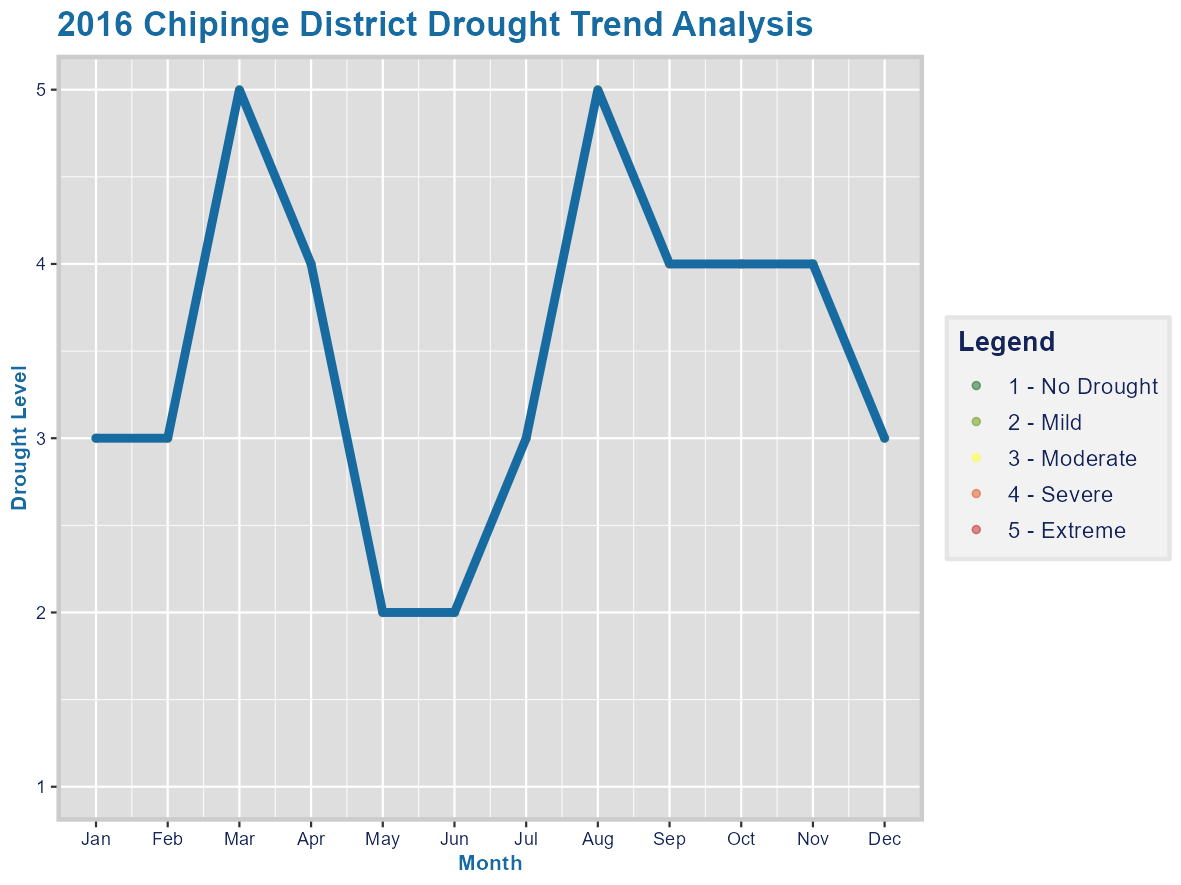 2016 Chipinge District Drought Trend Analysis
5
4
3
2
1
Drought Level
Jan Feb Mar Apr May Jun Jul Aug Sep Oct Nov Dec
Month
Legend
1 - No Drought
2 - Mild
3 - Moderate
4 - Severe
5 - Extreme